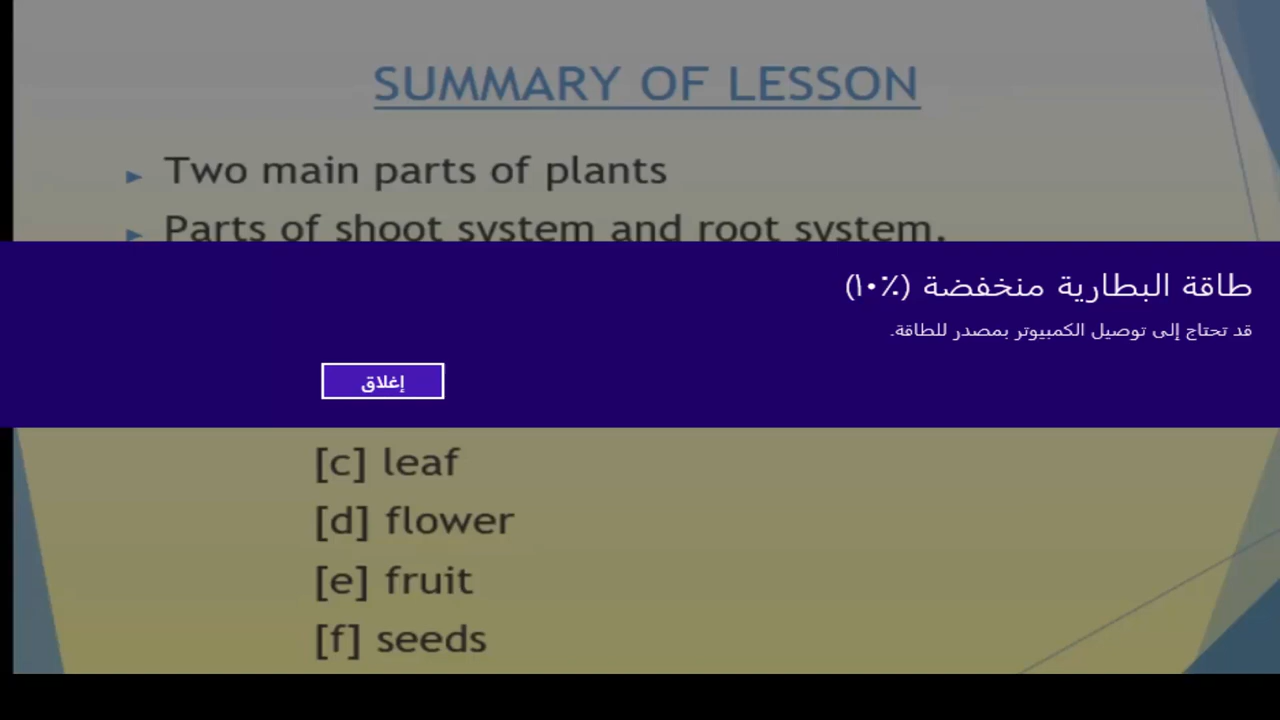 SUMMARY OF LESSON
► Two main parts of plants
► Parts of shoot system and root system.
طاقة البطارية منخفضة (٪١٠)
قد تحتاج إلى توصيل الكمبيوتر بمصدر للطاقة.
إغلاق
[c] leaf
[d] flower
[e] fruit
[f] seeds